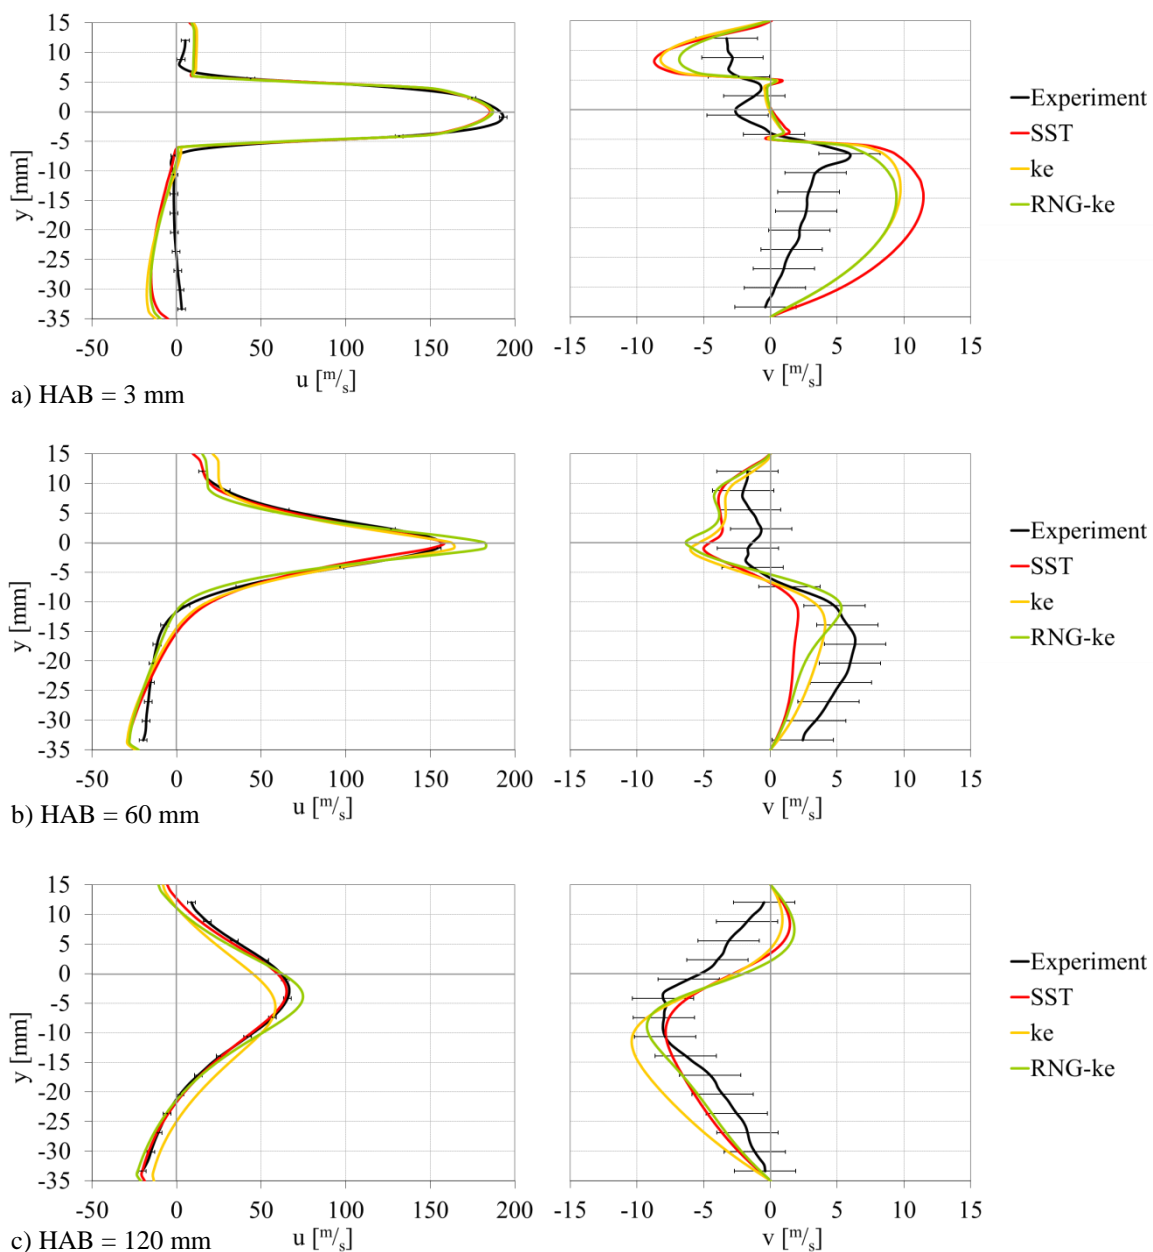 15
10
5
0
-5
-10
-15
-20
-25
-30
-35
y [mm]
-50 0 50 100 150 200
u [m/s]
-15 -10 -5 0 5 10 15
v [m/s]
Experiment
SST
ke
RNG-ke
a) HAB = 3 mm
15
10
5
0
-5
-10
-15
-20
-25
-30
-35
y [mm]
-50 0 50 100 150 200
u [m/s]
-15 -10 -5 0 5 10 15
v [m/s]
Experiment
SST
ke
RNG-ke
b) HAB = 60 mm
15
10
5
0
-5
-10
-15
-20
-25
-30
-35
y [mm]
-50 0 50 100 150 200
u [m/s]
-15 -10 -5 0 5 10 15
v [m/s]
Experiment
SST
ke
RNG-ke
c) HAB = 120 mm